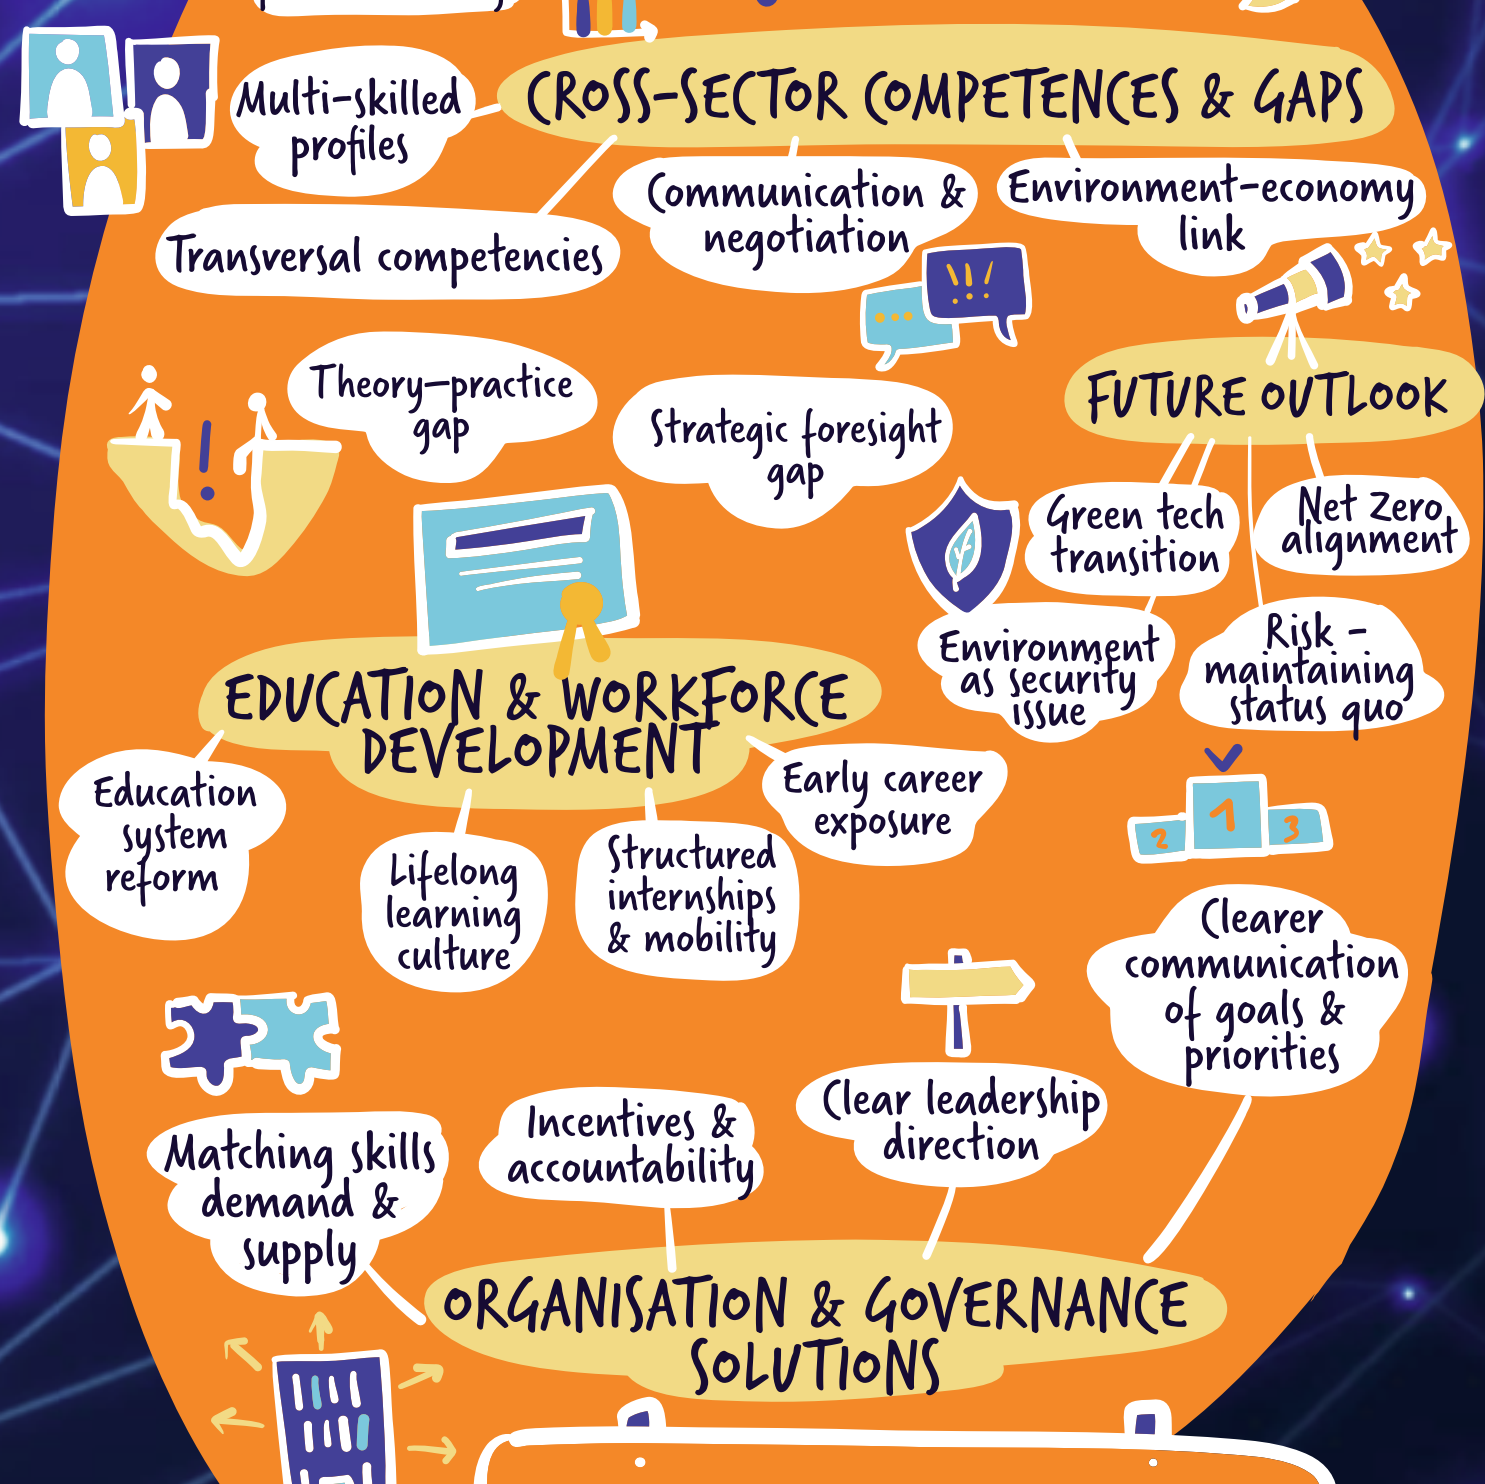 CROSS-SECTOR COMPETENCES & GAPS
Multi-skilled
profiles
Transversal competencies
Communication &
negotiation
Environment-economy
link
Theory-practice
gap
Strategic foresight
gap
FUTURE OUTLOOK
Green tech
transition
Net Zero
alignment
Environment
as security
issue
Risk -
maintaining
status quo
EDUCATION & WORKFORCE
DEVELOPMENT
Education
system
reform
Lifelong
learning
culture
Structured
internships
& mobility
Early career
exposure
2 1 3
Clearer
communication
of goals &
priorities
Clear leadership
direction
Incentives &
accountability
Matching skills
demand &
supply
ORGANISATION & GOVERNANCE
SOLUTIONS